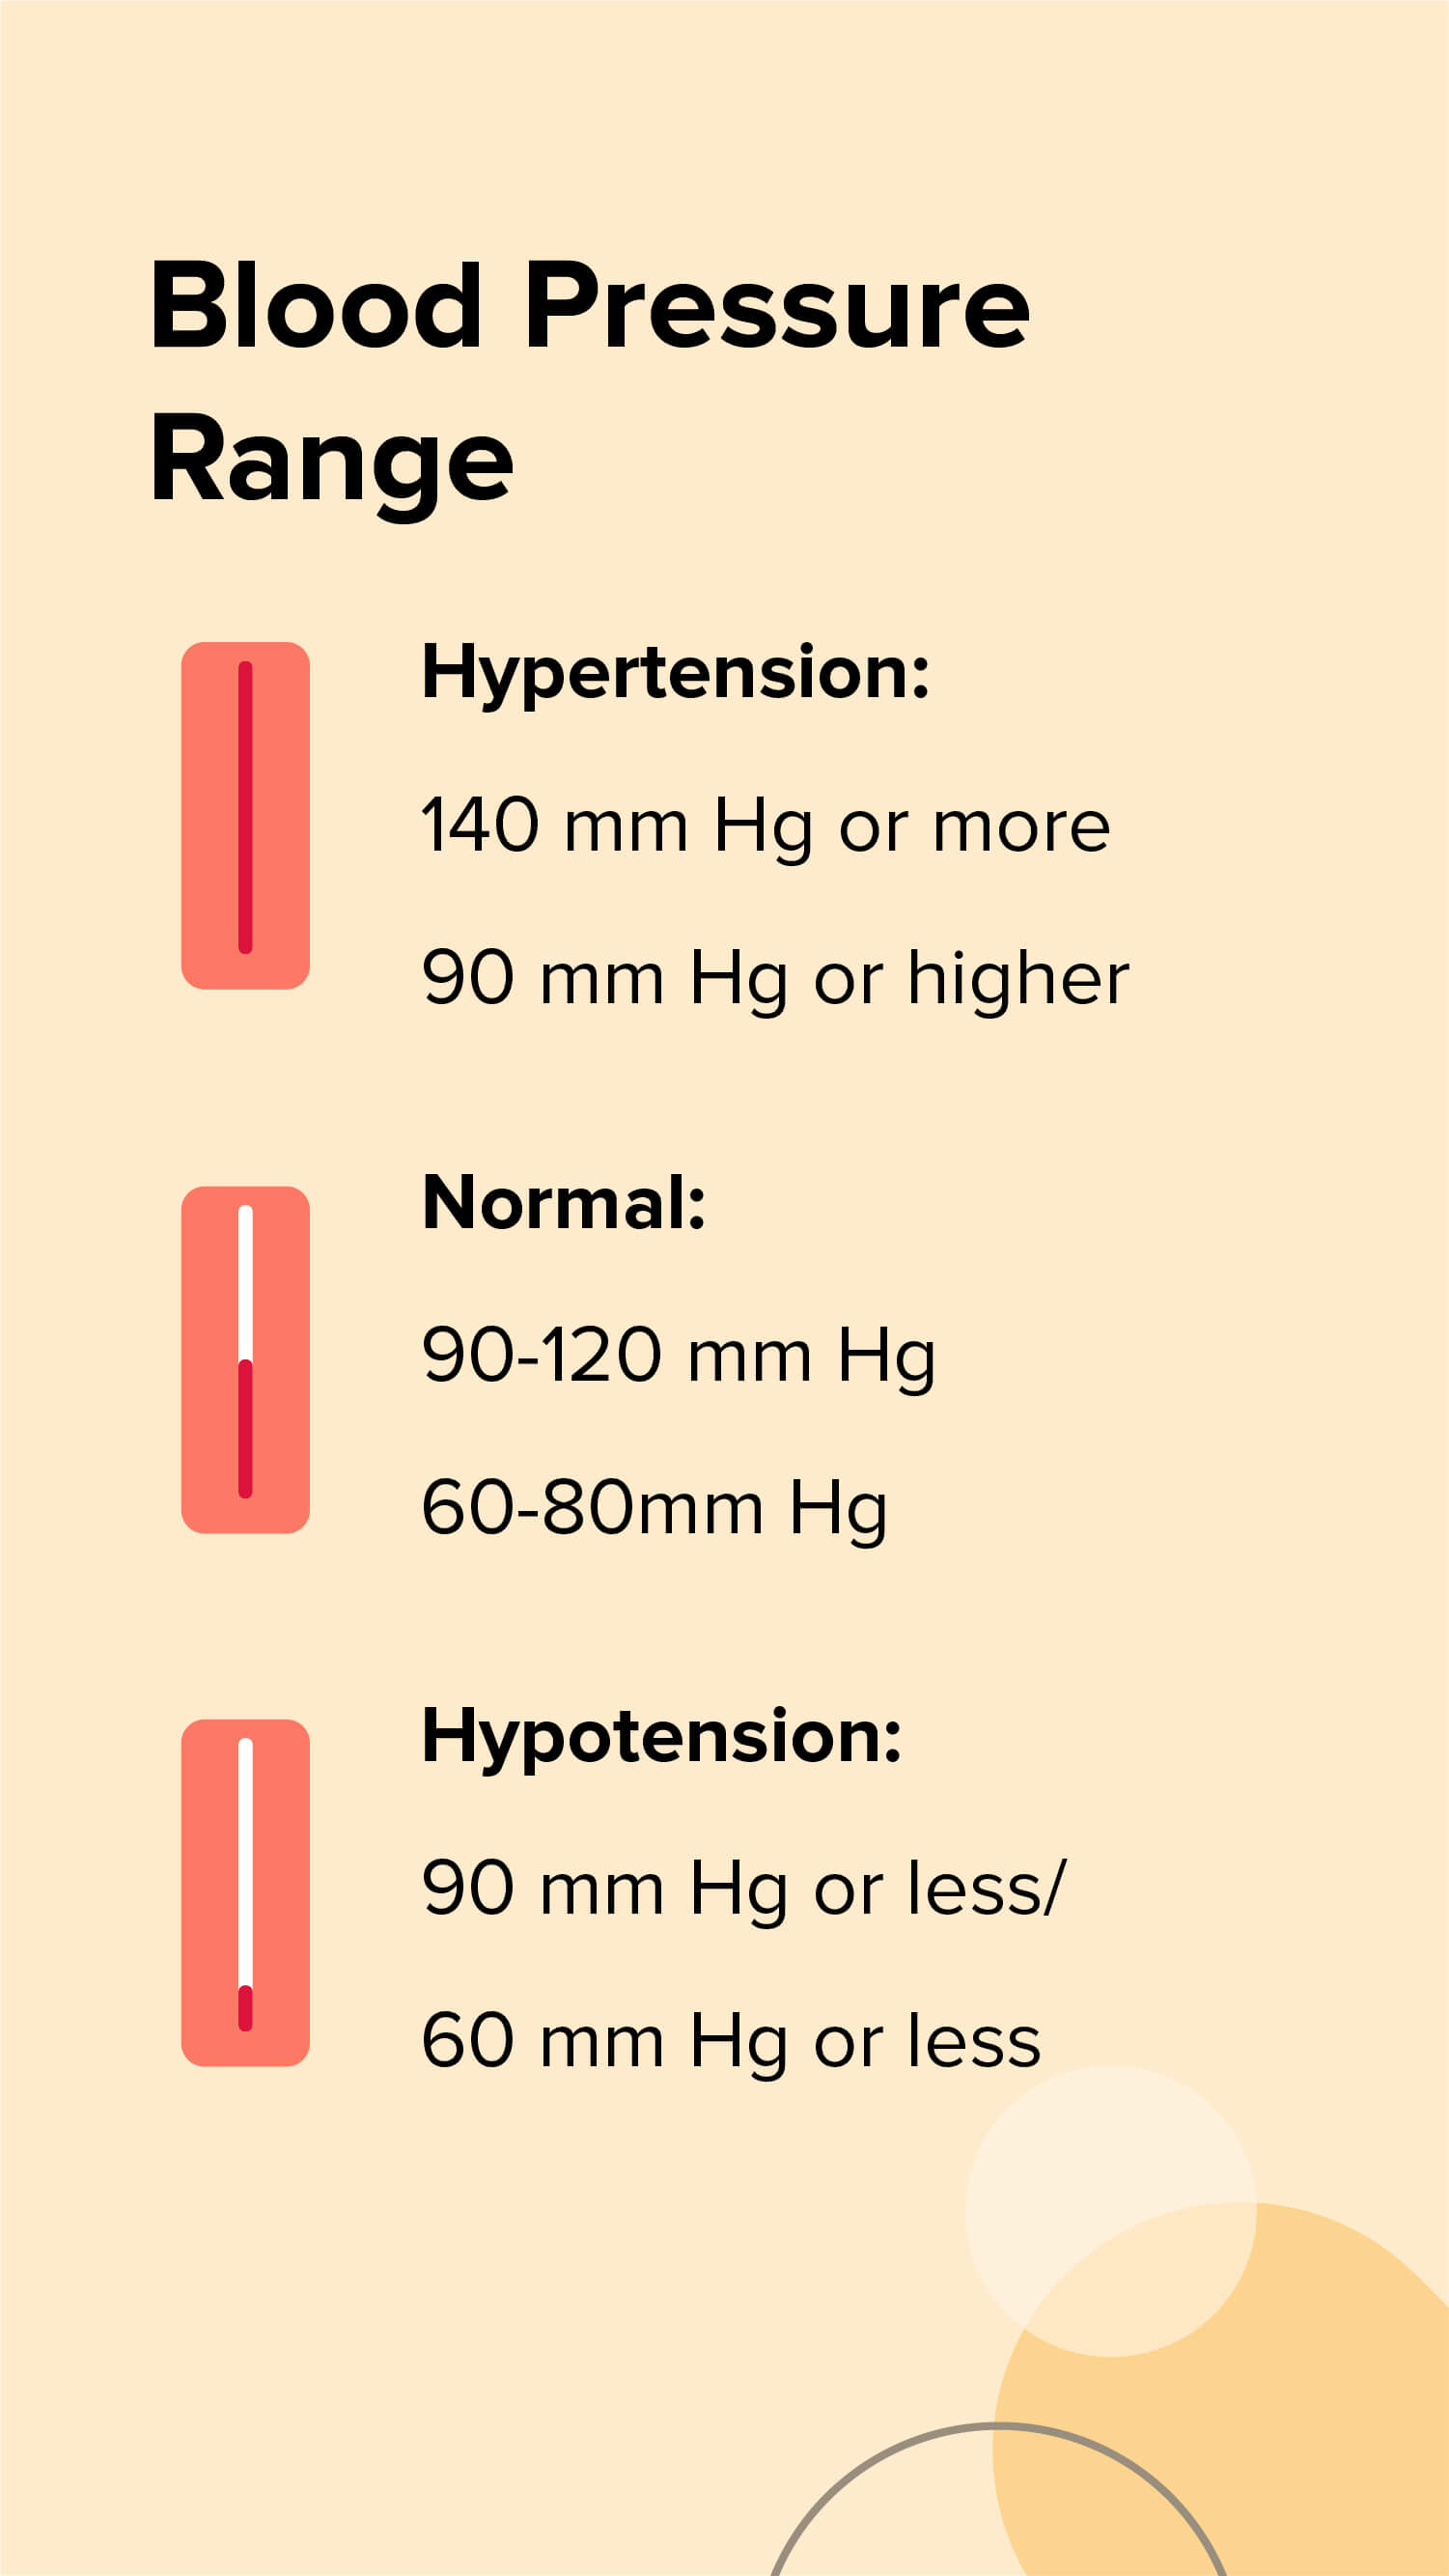 Blood Pressure
Range
Hypertension:
140 mm Hg or more
90 mm Hg or higher
Normal:
90-120 mm Hg
60-80mm Hg
Hypotension:
90 mm Hg or less/
60 mm Hg or less